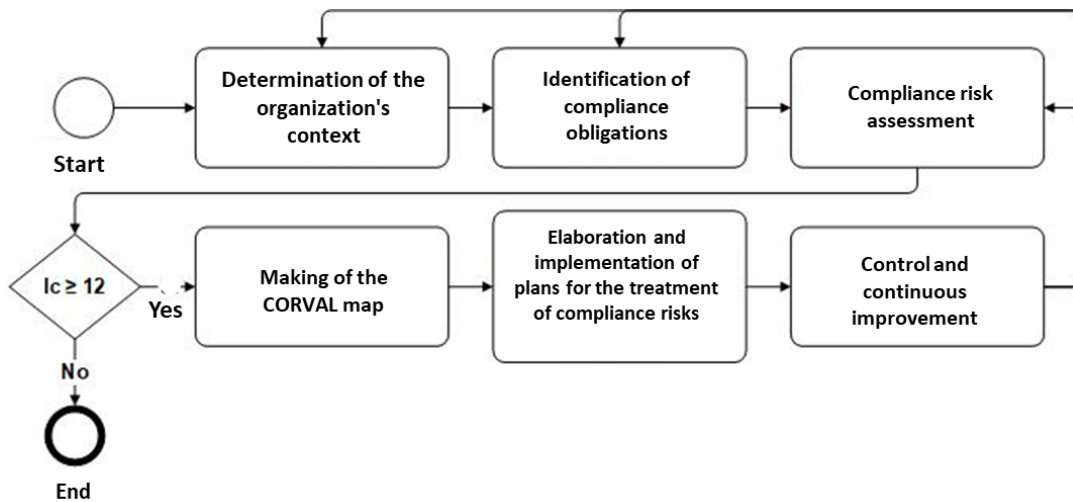 Determination of the
organization's
context
Identification of
compliance
obligations
Compliance risk
assessment
Start
Ic ≥ 12
Yes
Making of the
CORVAL map
Elaboration and
implementation of
plans for the treatment
of compliance risks
Control and
continuous
improvement
No
End